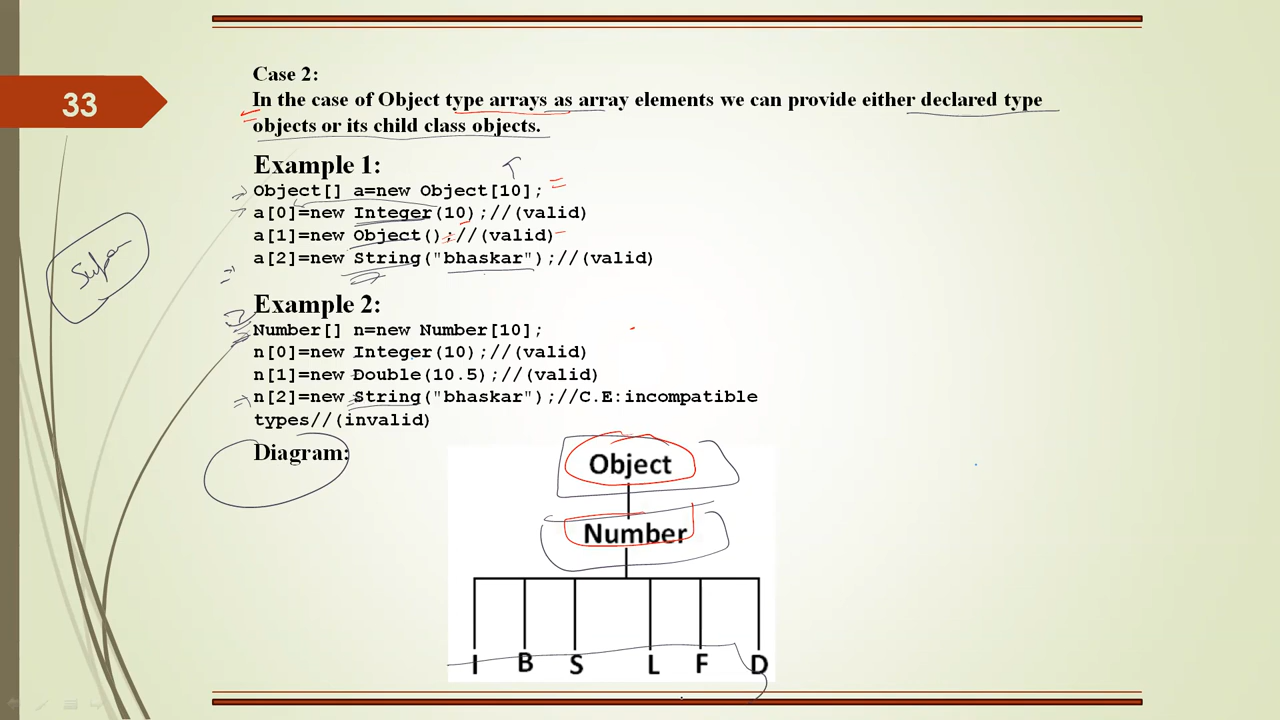 33
Case 2:
In the case of Object type arrays as array elements we can provide either declared type
objects or its child class objects.
Example 1:
Object[] a=new Object[10];
a[0]=new Integer(10);//(valid)
a[1]=new Object();//(valid)
a[2]=new String("bhaskar");//(valid)
Example 2:
Number[] n=new Number[10];
n[0]=new Integer(10);//(valid)
n[1]=new Double(10.5);//(valid)
n[2]=new String("bhaskar");//C.E:incompatible
types//(invalid)
Diagram:
Object
Number
I B S L F D